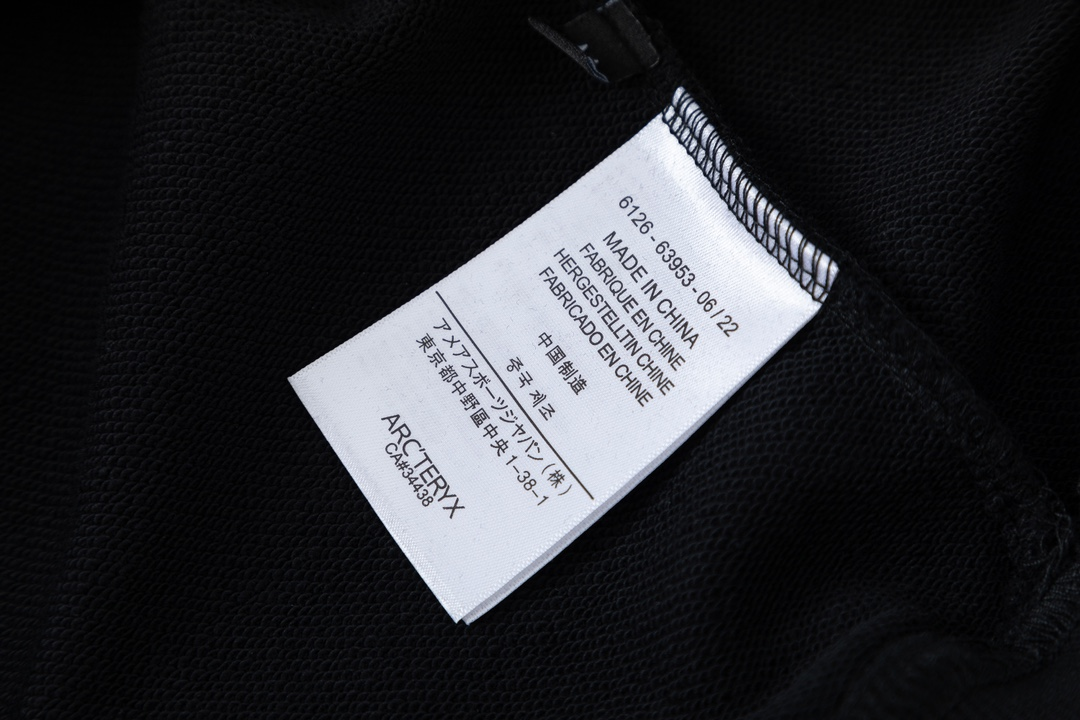 6126 - 63953 - 06 / 22
MADE IN CHINA
FABRIQUE EN CHINE
HERGESTELLTIN CHINE
FABRICADO EN CHINE
中国制造
중국 제조
アメアスポーツジャパン (株)
東京都中野區中央 1-38-1
ARC'TERYX
CA#34438